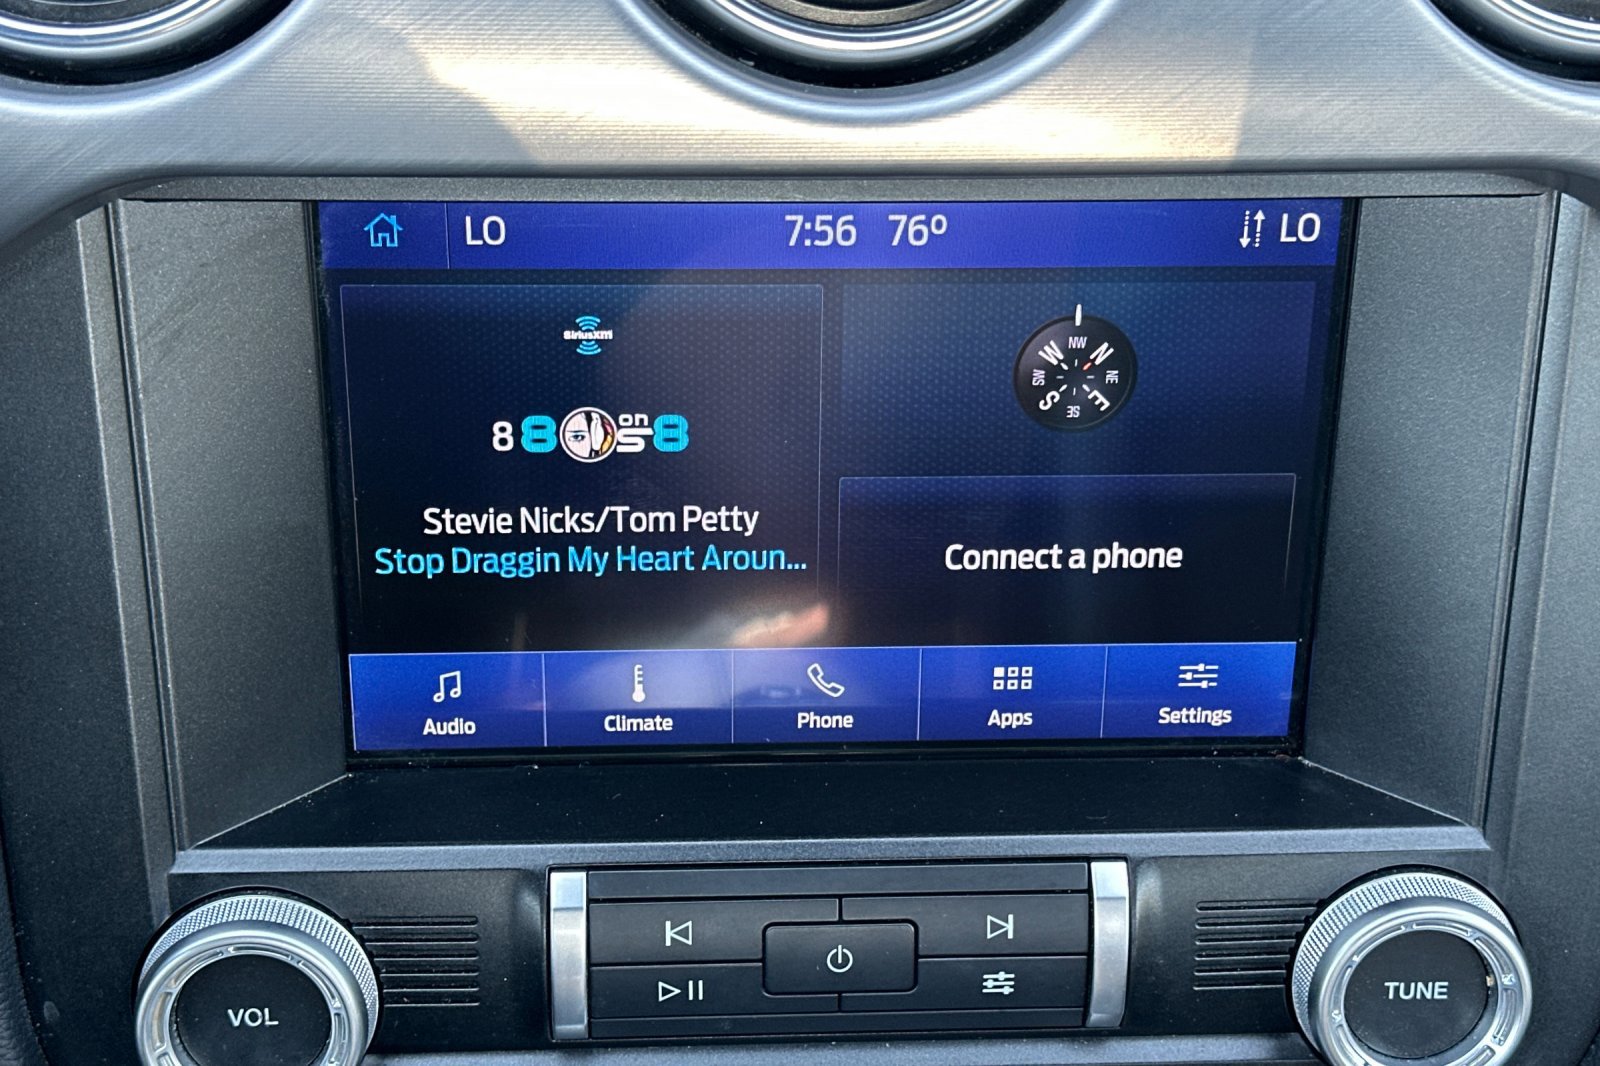 LO 7:56 76° LO
SiriusXM
8 80s on 8
Stevie Nicks/Tom Petty
Stop Draggin My Heart Aroun...
NW
W N
SW NE
S E
SE
Connect a phone
Audio Climate Phone Apps Settings
VOL TUNE